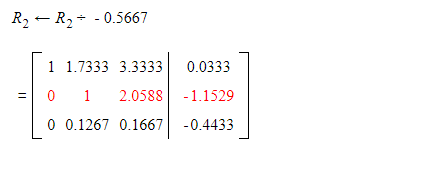 R2 ← R2 ÷ - 0.5667
1 1.7333 3.3333 0.0333
= 0 1 2.0588 -1.1529
0 0.1267 0.1667 -0.4433